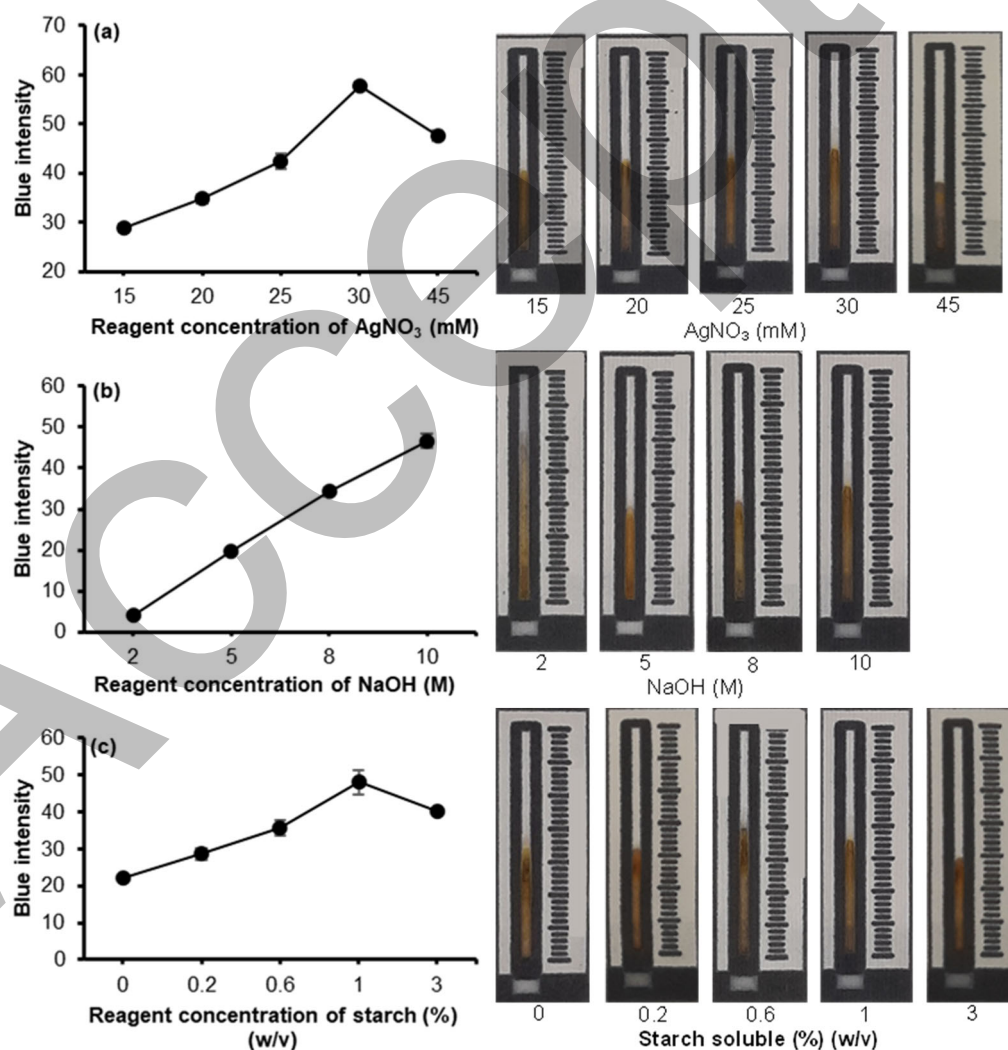 (a)
70
60
50
40
30
20
Blue intensity
15 20 25 30 45
Reagent concentration of AgNO₃ (mM)
15 20 25 30 45
AgNO₃ (mM)
(b)
60
50
40
30
20
10
0
Blue intensity
2 5 8 10
Reagent concentration of NaOH (M)
2 5 8 10
NaOH (M)
(c)
60
50
40
30
20
10
0
Blue intensity
0 0.2 0.6 1 3
Reagent concentration of starch (%)
(w/v)
0 0.2 0.6 1 3
Starch soluble (%) (w/v)
Accept